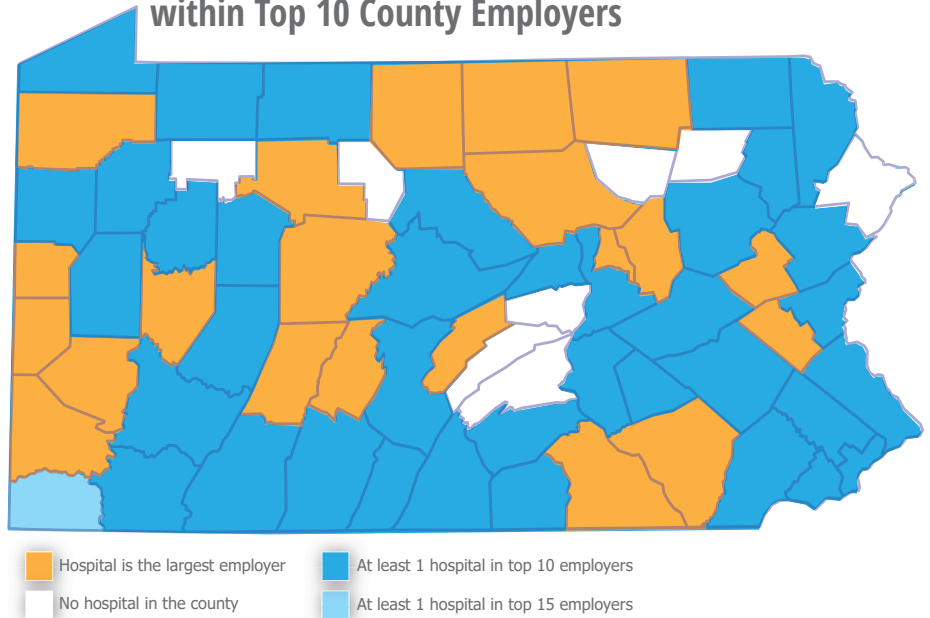 within Top 10 County Employers
Hospital is the largest employer
At least 1 hospital in top 10 employers
No hospital in the county
At least 1 hospital in top 15 employers